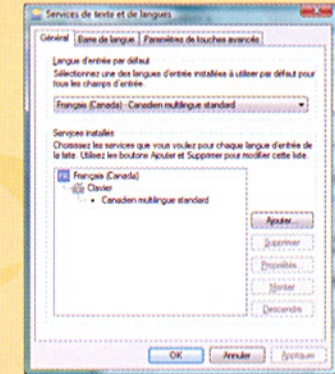 Services de texte et de langues
Général
Barre de langue
Paramètres de touches avancés
Langue d'entrée par défaut
Sélectionnez une des langues d'entrée installées à utiliser par défaut pour
tous les champs d'entrée.
Français (Canada) - Canadien multilingue standard
Services installés
Choisissez les services que vous voulez pour chaque langue d'entrée de
la liste. Utilisez les boutons Ajouter et Supprimer pour modifier cette liste.
FR Français (Canada)
Clavier
• Canadien multilingue standard
Ajouter...
Supprimer
Propriétés...
Monter
Descendre
OK
Annuler
Appliquer